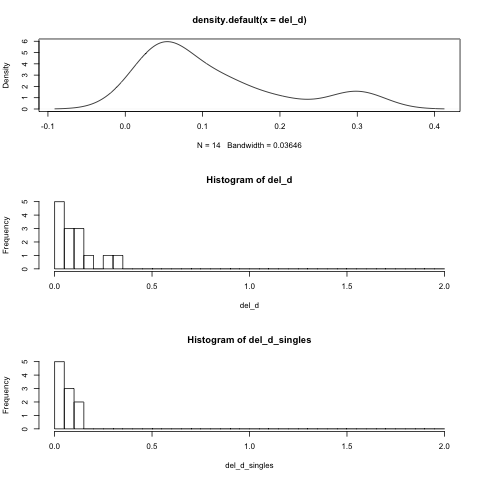 density.default(x = del_d)
Density
0 1 2 3 4 5 6
-0.1 0.0 0.1 0.2 0.3 0.4
N = 14 Bandwidth = 0.03646
Histogram of del_d
Frequency
0 1 2 3 4 5
0.0 0.5 1.0 1.5 2.0
del_d
Histogram of del_d_singles
Frequency
0 1 2 3 4 5
0.0 0.5 1.0 1.5 2.0
del_d_singles